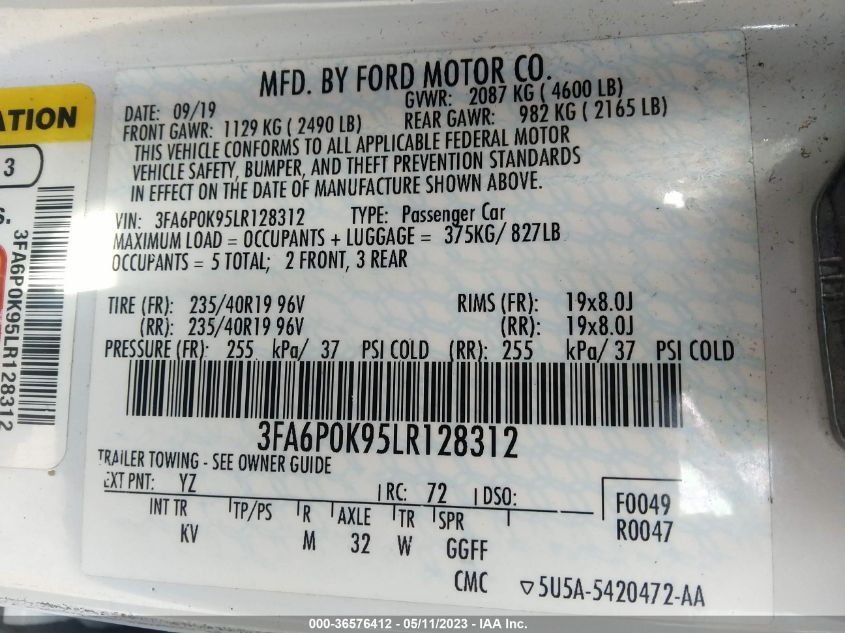 MFD. BY FORD MOTOR CO.
DATE: 09/19 GVWR: 2087 KG ( 4600 LB)
FRONT GAWR: 1129 KG ( 2490 LB) REAR GAWR: 982 KG ( 2165 LB)
THIS VEHICLE CONFORMS TO ALL APPLICABLE FEDERAL MOTOR
VEHICLE SAFETY, BUMPER, AND THEFT PREVENTION STANDARDS
IN EFFECT ON THE DATE OF MANUFACTURE SHOWN ABOVE.
VIN: 3FA6P0K95LR128312 TYPE: Passenger Car
MAXIMUM LOAD = OCCUPANTS + LUGGAGE = 375KG/ 827LB
OCCUPANTS = 5 TOTAL; 2 FRONT, 3 REAR
TIRE (FR): 235/40R19 96V RIMS (FR): 19x8.0J
(RR): 235/40R19 96V (RR): 19x8.0J
PRESSURE (FR): 255 kPa/ 37 PSI COLD (RR): 255 kPa/ 37 PSI COLD
3FA6P0K95LR128312
TRAILER TOWING - SEE OWNER GUIDE
EXT PNT: YZ RC: 72 DSO:
INT TR TP/PS R AXLE TR SPR
KV M 32 W GGFF
F0049
R0047
CMC 5U5A-5420472-AA
ATION
3
3FA6P0K95LR128312
000-36576412 - 05/11/2023 - IAA Inc.